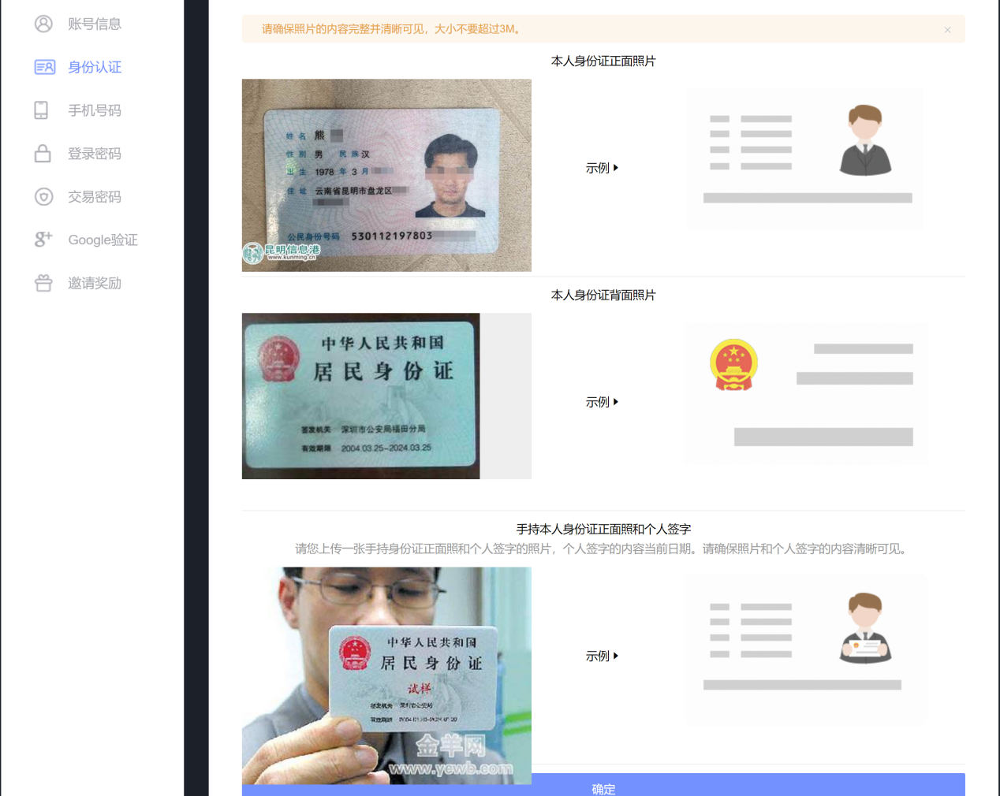 账号信息
身份认证
手机号码
登录密码
交易密码
Google验证
邀请奖励
请确保照片的内容完整并清晰可见，大小不要超过3M。
本人身份证正面照片
姓名 熊
性别 男 民族 汉
出生 1978 年 3 月
住址 云南省昆明市盘龙区
公民身份号码 530112197803
昆明信息港
www.kunming.cn
示例
本人身份证背面照片
中华人民共和国
居民身份证
签发机关 深圳市公安局福田分局
有效期限 2004.03.25-2024.03.25
示例
手持本人身份证正面照和个人签字
请您上传一张手持身份证正面照和个人签字的照片，个人签字的内容当前日期。请确保照片和个人签字的内容清晰可见。
中华人民共和国
居民身份证
试样
签发机关 深圳市公安局
有效期限
金羊网
www.ycwb.com
示例
确定